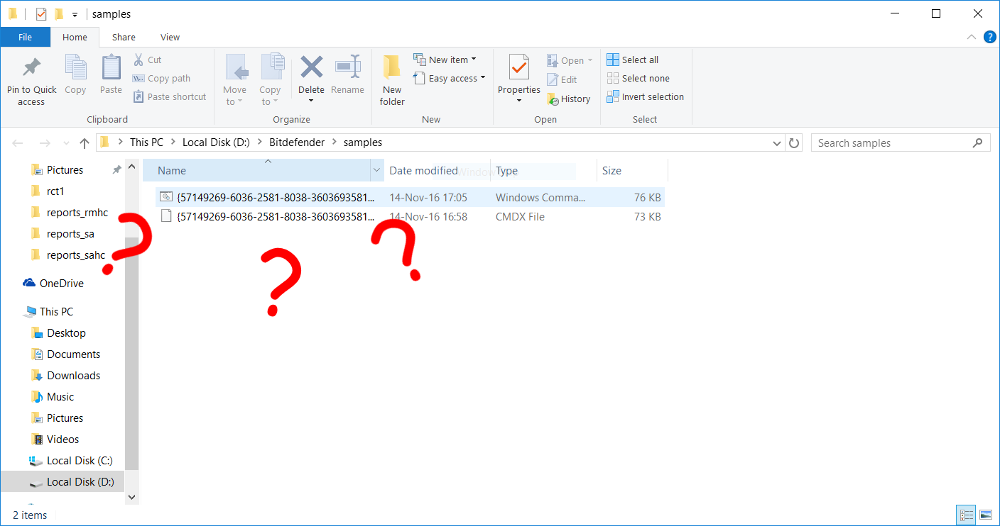 samples
File Home Share View
Pin to Quick access
Copy
Paste
Cut
Copy path
Paste shortcut
Clipboard
Move to
Copy to
Delete
Rename
Organize
New folder
New item
Easy access
New
Properties
Open
Edit
History
Open
Select all
Select none
Invert selection
Select
This PC > Local Disk (D:) > Bitdefender > samples
Search samples
Pictures
rct1
reports_rmhc
reports_sa
reports_sahc
OneDrive
This PC
Desktop
Documents
Downloads
Music
Pictures
Videos
Local Disk (C:)
Local Disk (D:)
Name Date modified Type Size
{57149269-6036-2581-8038-3603693581... 14-Nov-16 17:05 Windows Comma... 76 KB
{57149269-6036-2581-8038-3603693581... 14-Nov-16 16:58 CMDX File 73 KB
? ? ?
2 items